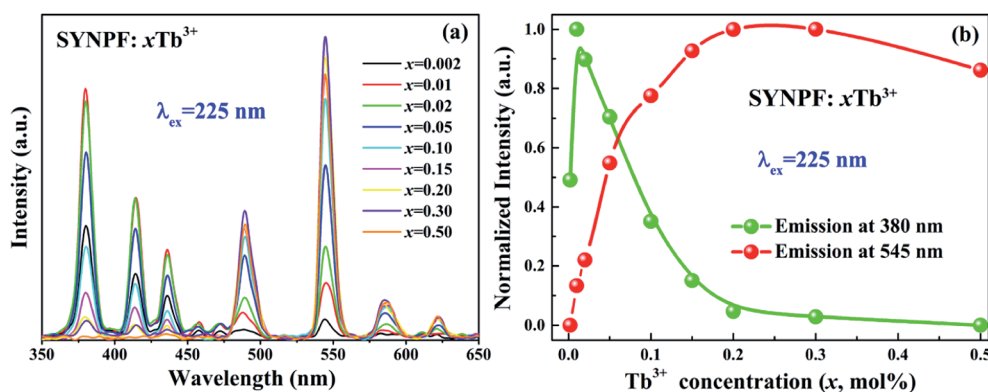 SYNPF: xTb³⁺
(a)
λex=225 nm
x=0.002
x=0.01
x=0.02
x=0.05
x=0.10
x=0.15
x=0.20
x=0.30
x=0.50
Intensity (a.u.)
350 400 450 500 550 600 650
Wavelength (nm)
(b)
SYNPF: xTb³⁺
λex=225 nm
Emission at 380 nm
Emission at 545 nm
Normalized Intensity (a.u.)
1.0
0.8
0.6
0.4
0.2
0.0
0.0 0.1 0.2 0.3 0.4 0.5
Tb³⁺ concentration (x, mol%)